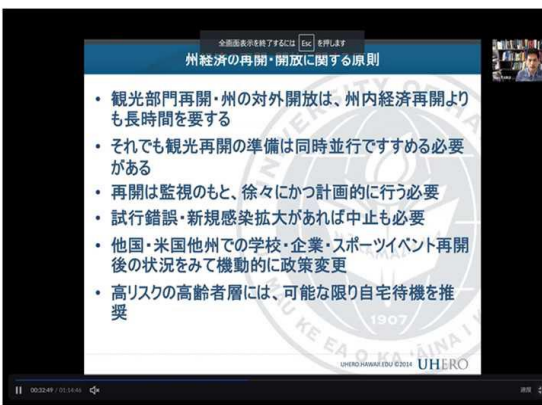 全画面表示を終了するには Esc を押します
州経済の再開・開放に関する原則
• 観光部門再開・州の対外開放は、州内経済再開より
も長時間を要する
• それでも観光再開の準備は同時並行ですすめる必要
がある
• 再開は監視のもと、徐々にかつ計画的に行う必要
• 試行錯誤・新規感染拡大があれば中止も必要
• 他国・米国他州での学校・企業・スポーツイベント再開
後の状況をみて機動的に政策変更
• 高リスクの高齢者層には、可能な限り自宅待機を推
奨
1907
UHERO.HAWAII.EDU ©2014 UHERO
00:32:49 / 01:14:46